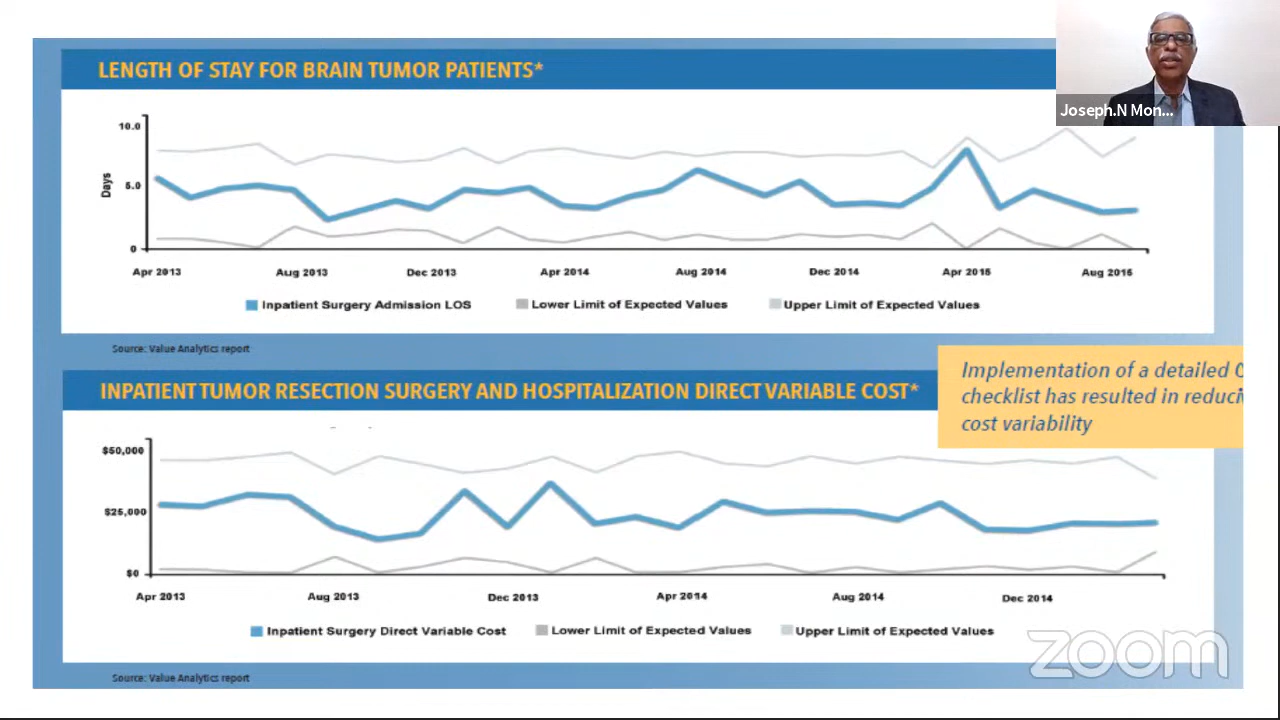 LENGTH OF STAY FOR BRAIN TUMOR PATIENTS*
Joseph.N Mon...
10.0
5.0
0
Days
Apr 2013 Aug 2013 Dec 2013 Apr 2014 Aug 2014 Dec 2014 Apr 2015 Aug 2015
Inpatient Surgery Admission LOS Lower Limit of Expected Values Upper Limit of Expected Values
Source: Value Analytics report
INPATIENT TUMOR RESECTION SURGERY AND HOSPITALIZATION DIRECT VARIABLE COST*
Implementation of a detailed
checklist has resulted in
cost variability
$50,000
$25,000
$0
Apr 2013 Aug 2013 Dec 2013 Apr 2014 Aug 2014 Dec 2014
Inpatient Surgery Direct Variable Cost Lower Limit of Expected Values Upper Limit of Expected Values
zoom
Source: Value Analytics report